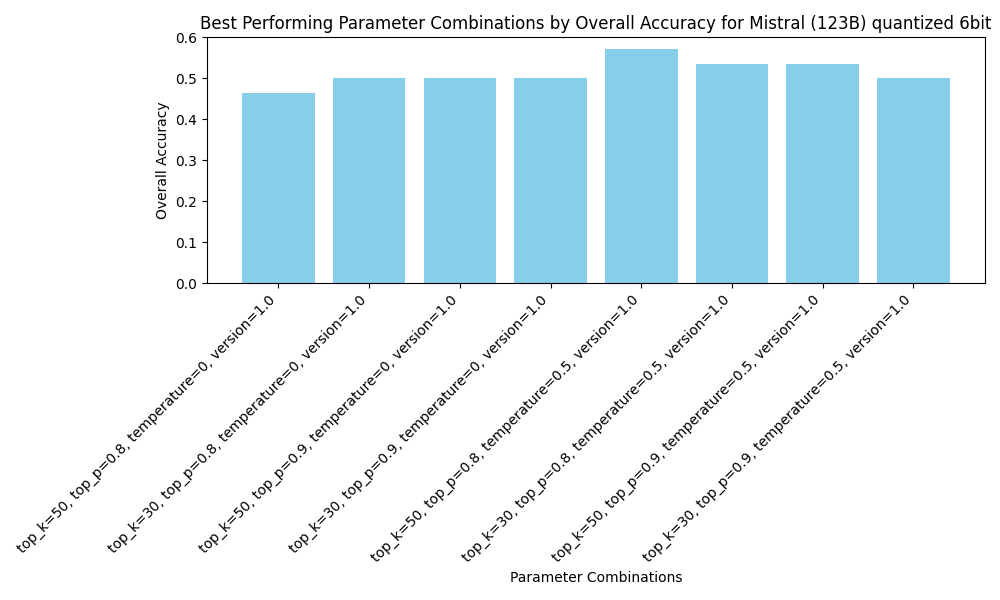 Best Performing Parameter Combinations by Overall Accuracy for Mistral (123B) quantized 6bit
Overall Accuracy
0.6
0.5
0.4
0.3
0.2
0.1
0.0
top_k=50, top_p=0.8, temperature=0, version=1.0
top_k=30, top_p=0.8, temperature=0, version=1.0
top_k=50, top_p=0.9, temperature=0, version=1.0
top_k=30, top_p=0.9, temperature=0, version=1.0
top_k=50, top_p=0.8, temperature=0.5, version=1.0
top_k=30, top_p=0.8, temperature=0.5, version=1.0
top_k=50, top_p=0.9, temperature=0.5, version=1.0
top_k=30, top_p=0.9, temperature=0.5, version=1.0
Parameter Combinations